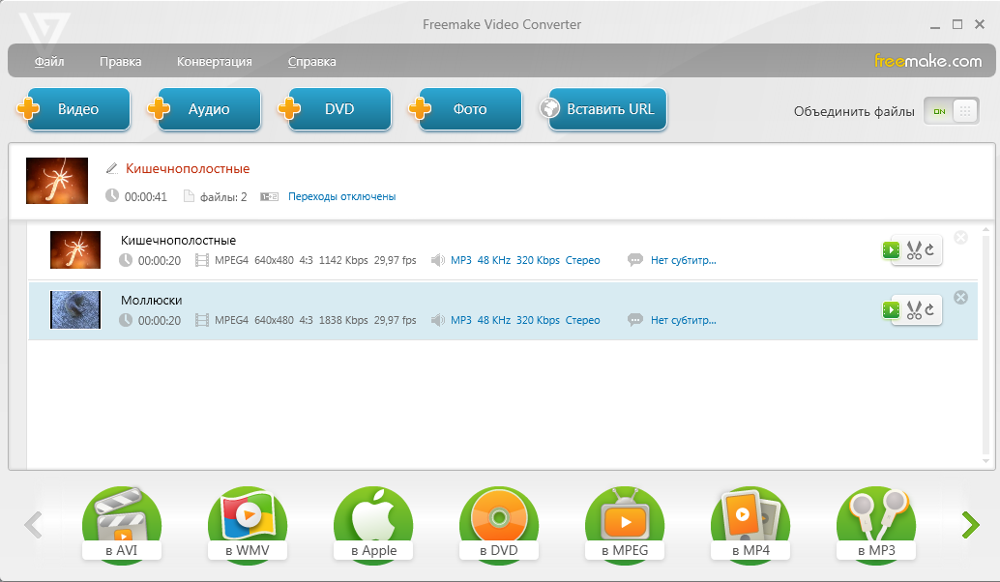 Freemake Video Converter
Файл Правка Конвертация Справка freemake.com
Видео Аудио DVD Фото Вставить URL Объединить файлы ON
Кишечнополостные
00:00:41 файлы: 2 Переходы отключены
Кишечнополостные
00:00:20 MPEG4 640x480 4:3 1142 Kbps 29,97 fps MP3 48 KHz 320 Kbps Стерео Нет субтитр...
Моллюски
00:00:20 MPEG4 640x480 4:3 1838 Kbps 29,97 fps MP3 48 KHz 320 Kbps Стерео Нет субтитр...
в AVI в WMV в Apple в DVD в MPEG в MP4 в MP3